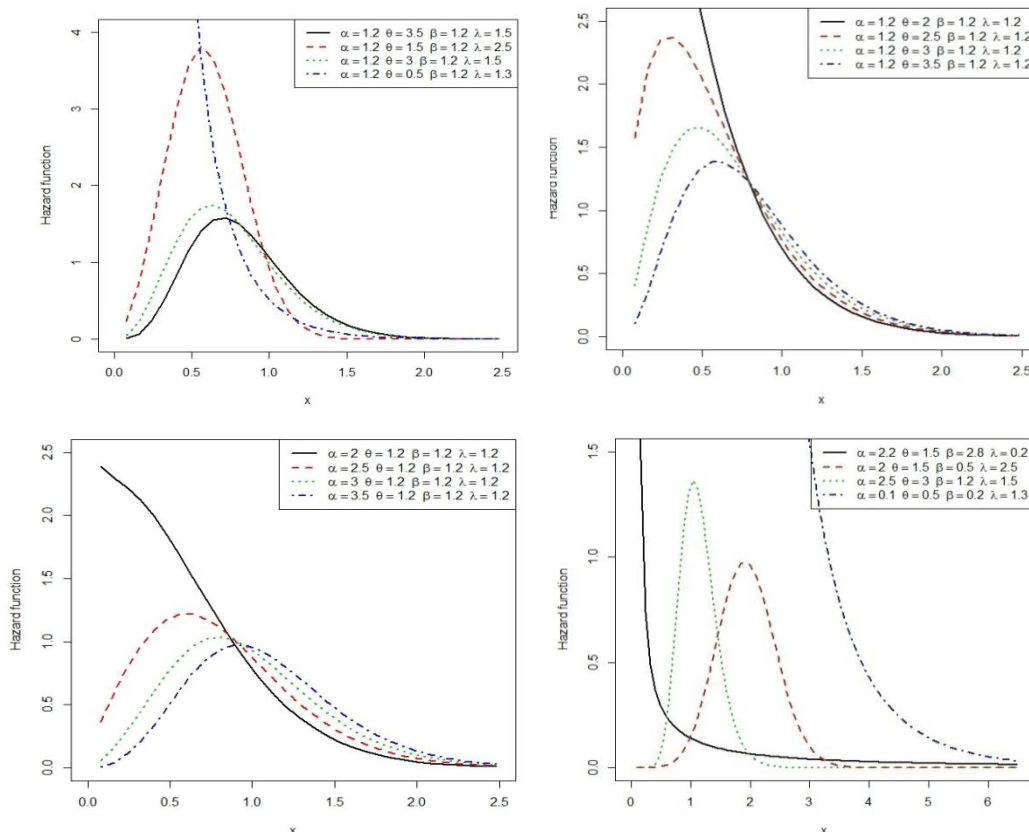 α = 1.2 θ = 3.5 β = 1.2 λ = 1.5
α = 1.2 θ = 1.5 β = 1.2 λ = 2.5
α = 1.2 θ = 3 β = 1.2 λ = 1.5
α = 1.2 θ = 0.5 β = 1.2 λ = 1.3
Hazard function
4
3
2
1
0
0.0 0.5 1.0 1.5 2.0 2.5
x
α = 1.2 θ = 2 β = 1.2 λ = 1.2
α = 1.2 θ = 2.5 β = 1.2 λ = 1.2
α = 1.2 θ = 3 β = 1.2 λ = 1.2
α = 1.2 θ = 3.5 β = 1.2 λ = 1.2
Hazard function
2.5
2.0
1.5
1.0
0.5
0.0
0.0 0.5 1.0 1.5 2.0 2.5
x
α = 2 θ = 1.2 β = 1.2 λ = 1.2
α = 2.5 θ = 1.2 β = 1.2 λ = 1.2
α = 3 θ = 1.2 β = 1.2 λ = 1.2
α = 3.5 θ = 1.2 β = 1.2 λ = 1.2
Hazard function
2.5
2.0
1.5
1.0
0.5
0.0
0.0 0.5 1.0 1.5 2.0 2.5
x
α = 2.2 θ = 1.5 β = 2.8 λ = 0.2
α = 2 θ = 1.5 β = 0.5 λ = 2.5
α = 2.5 θ = 3 β = 1.2 λ = 1.5
α = 0.1 θ = 0.5 β = 0.2 λ = 1.3
Hazard function
1.5
1.0
0.5
0.0
0 1 2 3 4 5 6
x